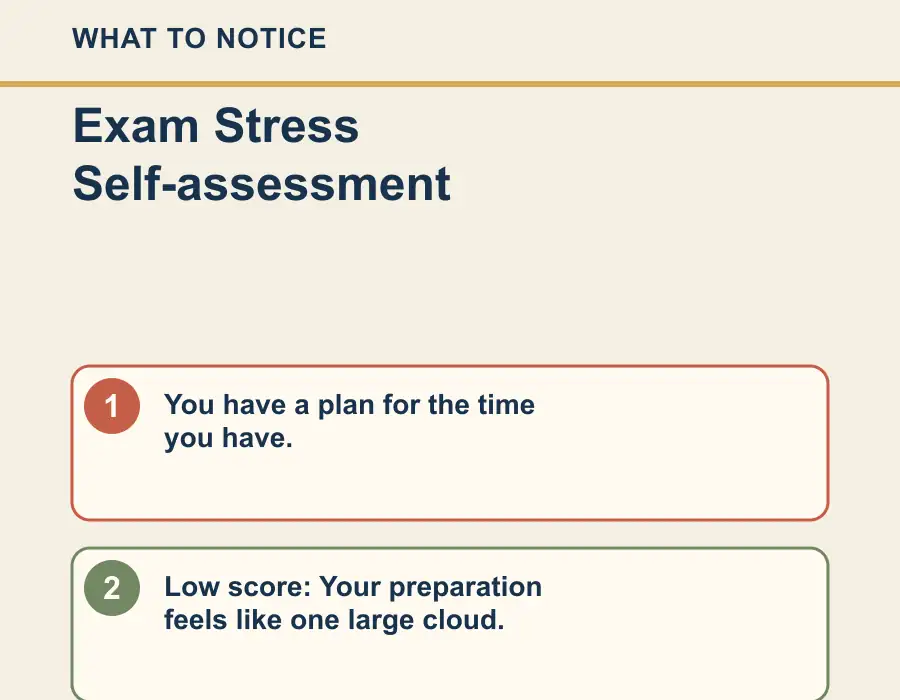 WHAT TO NOTICE
Exam Stress
Self-assessment
1
You have a plan for the time
you have.
2
Low score: Your preparation
feels like one large cloud.